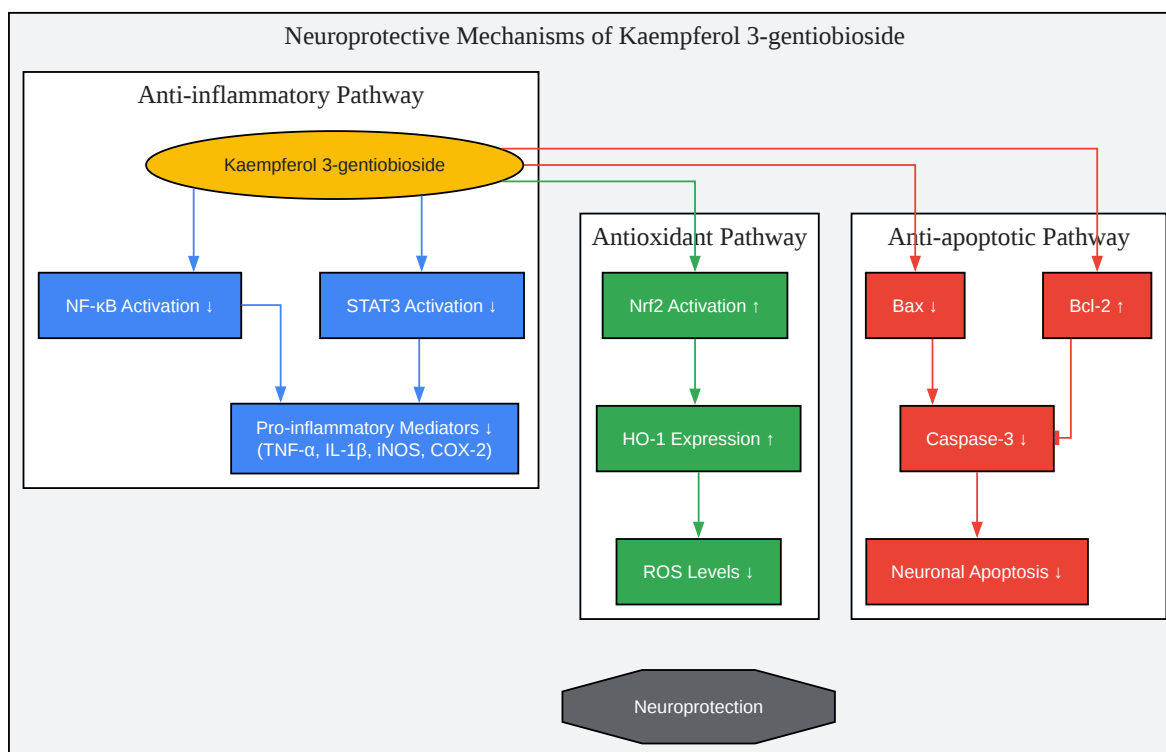 Neuroprotective Mechanisms of Kaempferol 3-gentiobioside
Anti-inflammatory Pathway
Kaempferol 3-gentiobioside
Antioxidant Pathway
Anti-apoptotic Pathway
NF-κB Activation ↓
STAT3 Activation ↓
Nrf2 Activation ↑
Bax ↓
Bcl-2 ↑
Pro-inflammatory Mediators ↓
(TNF-α, IL-1β, iNOS, COX-2)
HO-1 Expression ↑
Caspase-3 ↓
ROS Levels ↓
Neuronal Apoptosis ↓
Neuroprotection